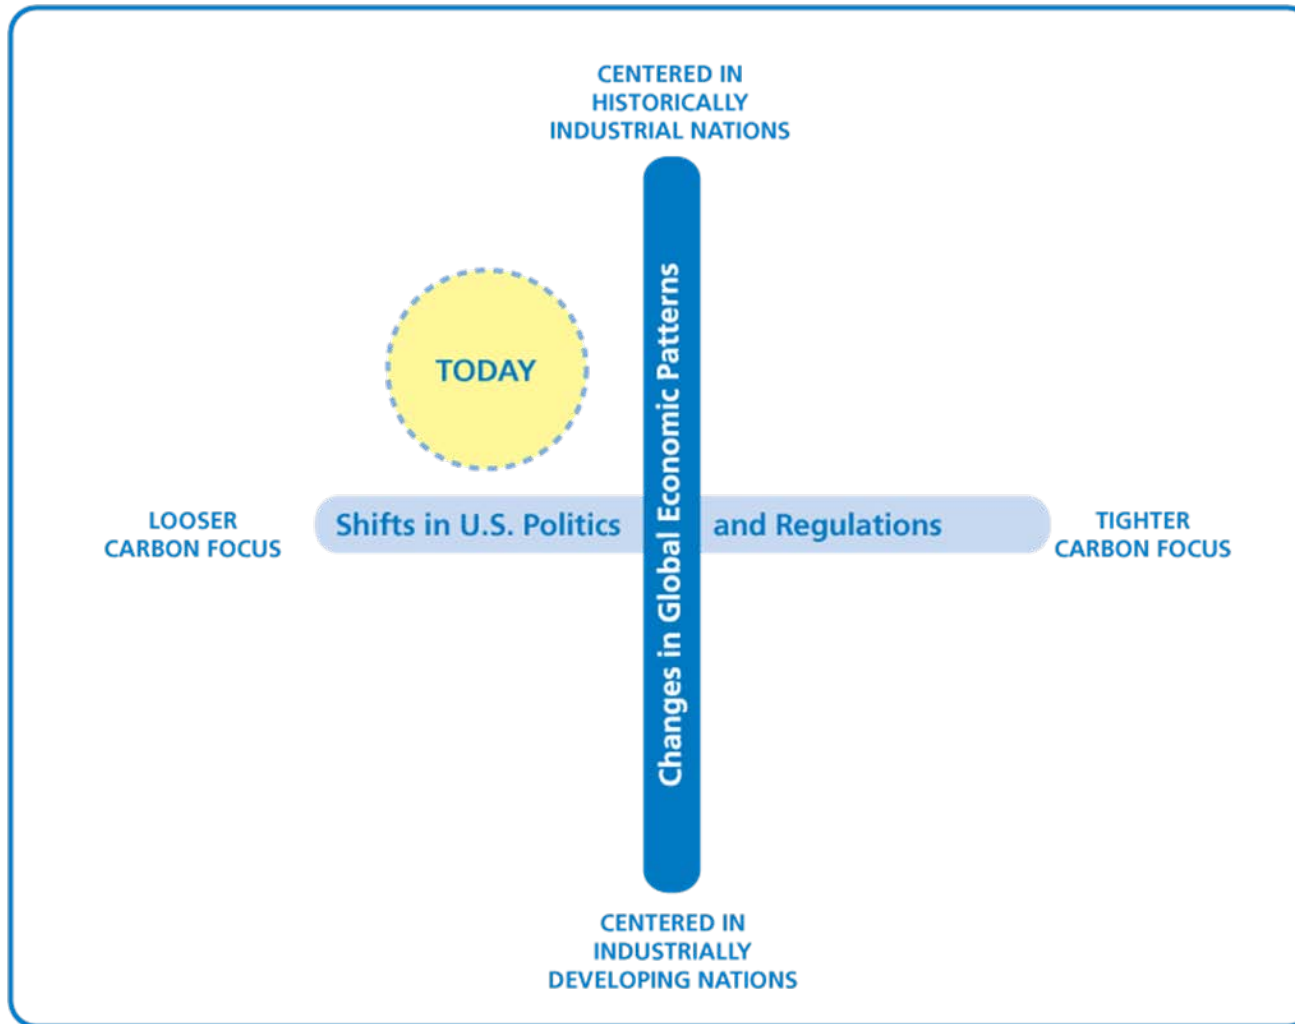 CENTERED IN
HISTORICALLY
INDUSTRIAL NATIONS
TODAY
Changes in Global Economic Patterns
LOOSER
CARBON FOCUS
Shifts in U.S. Politics and Regulations
TIGHTER
CARBON FOCUS
CENTERED IN
INDUSTRIALLY
DEVELOPING NATIONS